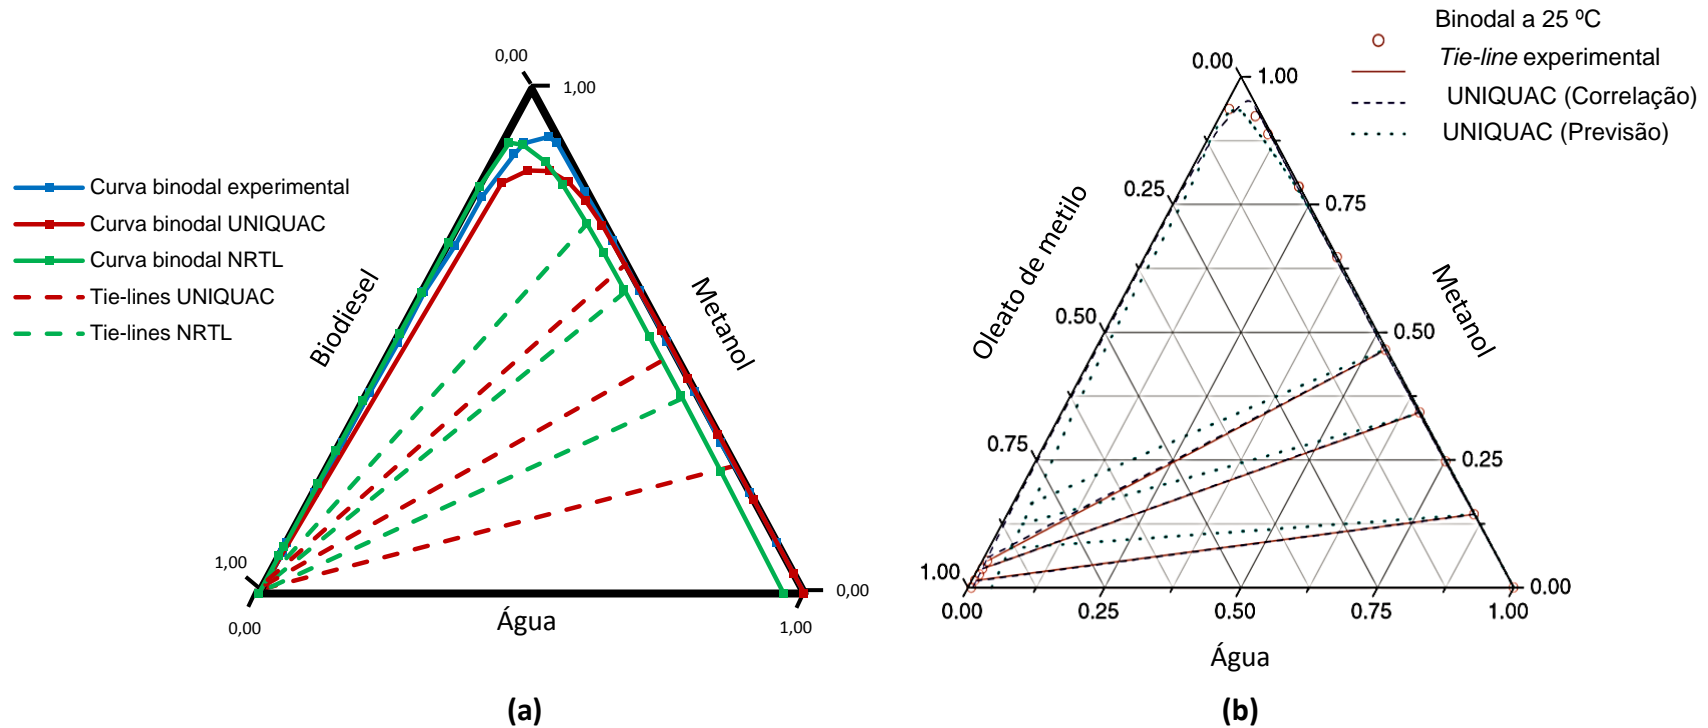 0,00
1,00
Curva binodal experimental
Curva binodal UNIQUAC
Curva binodal NRTL
Tie-lines UNIQUAC
Tie-lines NRTL
Biodiesel
Metanol
1,00
0,00
0,00
Água
1,00
(a)
Binodal a 25 ºC
Tie-line experimental
UNIQUAC (Correlação)
UNIQUAC (Previsão)
0.00
1.00
0.25
0.75
Oleato de metilo
Metanol
0.50
0.50
0.75
0.25
1.00
0.00
0.00
0.25
0.50
0.75
1.00
Água
(b)